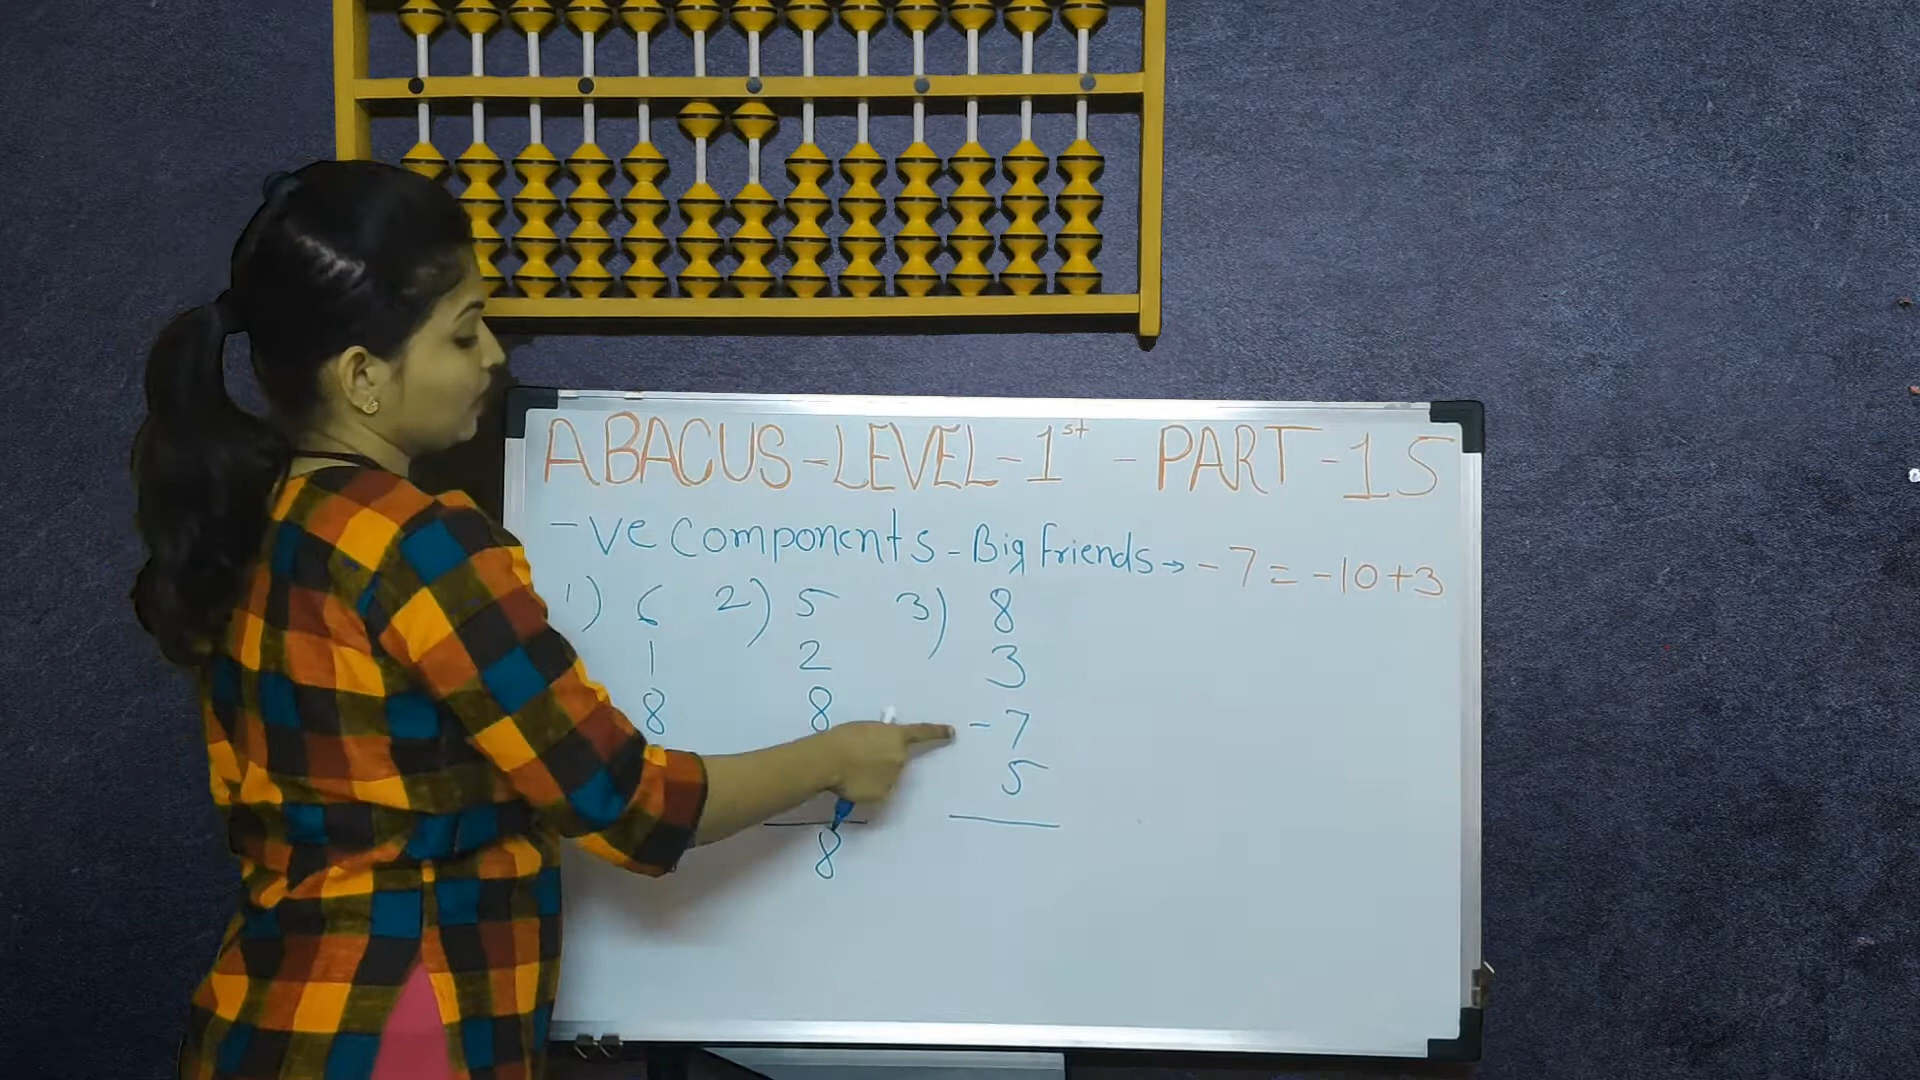 ABACUS-LEVEL-1st - PART-15
-ve Components - Big friends → -7 = -10+3
1) 6 2) 5 3) 8
1 2 3
8 8 -7
5
8